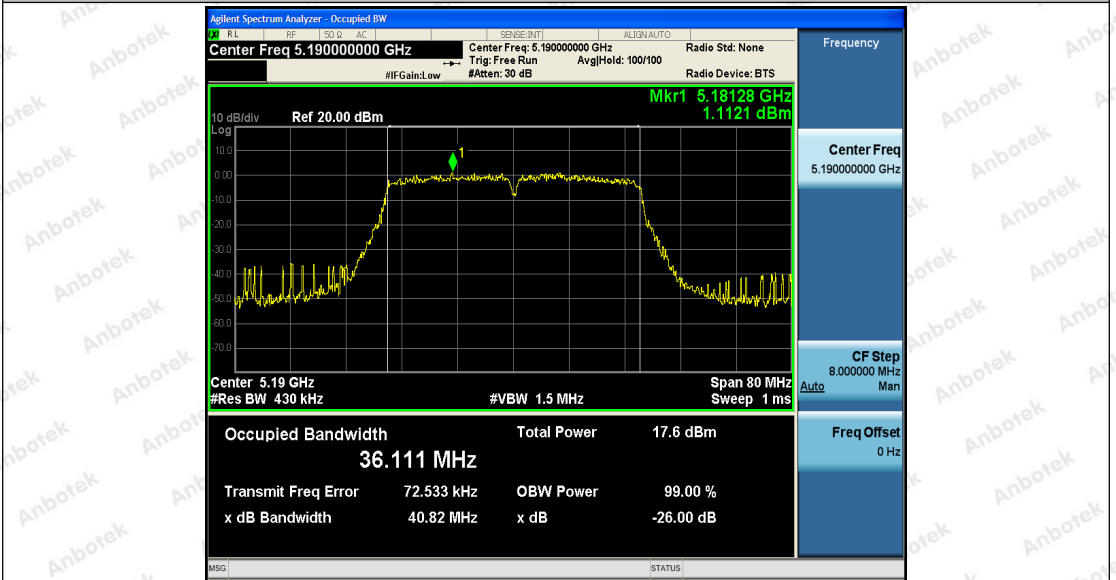 Agilent Spectrum Analyzer - Occupied BW
LXI RL RF 50 Ω AC SENSE:INT ALIGNAUTO
Center Freq 5.190000000 GHz
Center Freq: 5.190000000 GHz Radio Std: None
Trig: Free Run Avg|Hold: 100/100
#IFGain:Low #Atten: 30 dB Radio Device: BTS
Mkr1 5.18128 GHz
1.1121 dBm
10 dB/div Ref 20.00 dBm
Log
10.0
1
0.00
-10.0
-20.0
-30.0
-40.0
-50.0
-60.0
-70.0
Center 5.19 GHz Span 80 MHz
#Res BW 430 kHz #VBW 1.5 MHz Sweep 1 ms
Occupied Bandwidth Total Power 17.6 dBm
36.111 MHz
Transmit Freq Error 72.533 kHz OBW Power 99.00 %
x dB Bandwidth 40.82 MHz x dB -26.00 dB
MSG STATUS
Frequency
Center Freq
5.190000000 GHz
CF Step
8.000000 MHz
Auto Man
Freq Offset
0 Hz
Anbotek